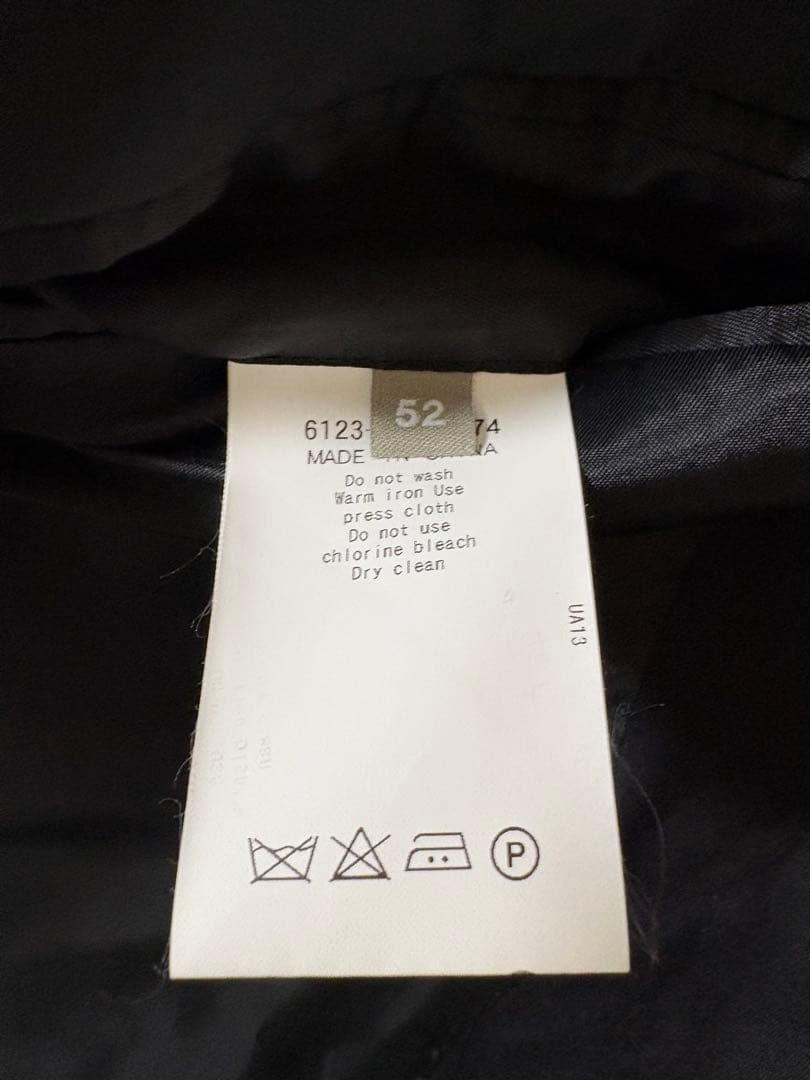 52
6123- 74
MADE
Do not wash
Warm iron Use
press cloth
Do not use
chlorine bleach
Dry clean
UA13
P